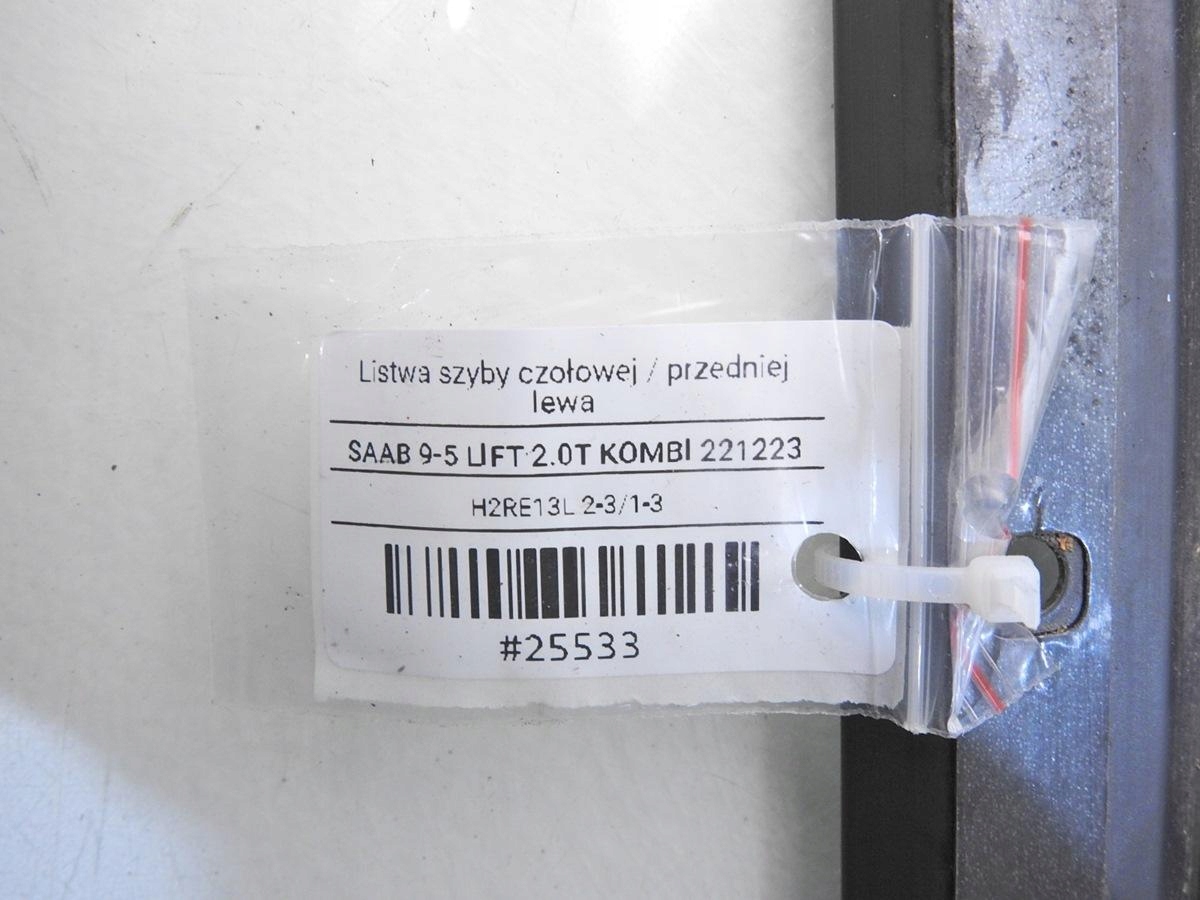 Listwa szyby czołowej / przedniej
lewa
SAAB 9-5 LIFT 2.0T KOMBI 221223
H2RE13L 2-3/1-3
#25533